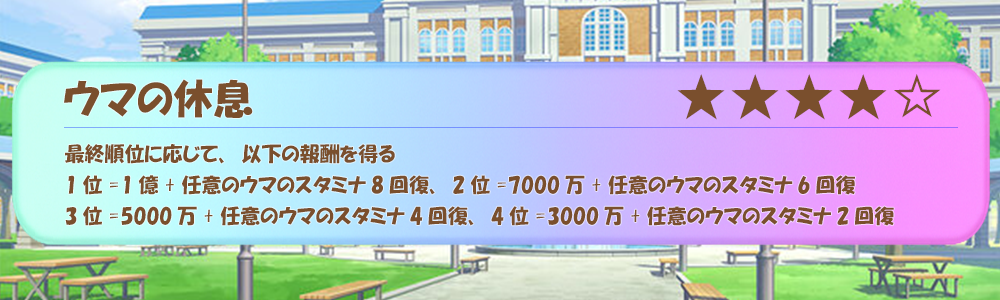 ウマの休息 ★★★★☆
最終順位に応じて、以下の報酬を得る
1位=1億+任意のウマのスタミナ8回復、2位=7000万+任意のウマのスタミナ6回復
3位=5000万+任意のウマのスタミナ4回復、4位=3000万+任意のウマのスタミナ2回復